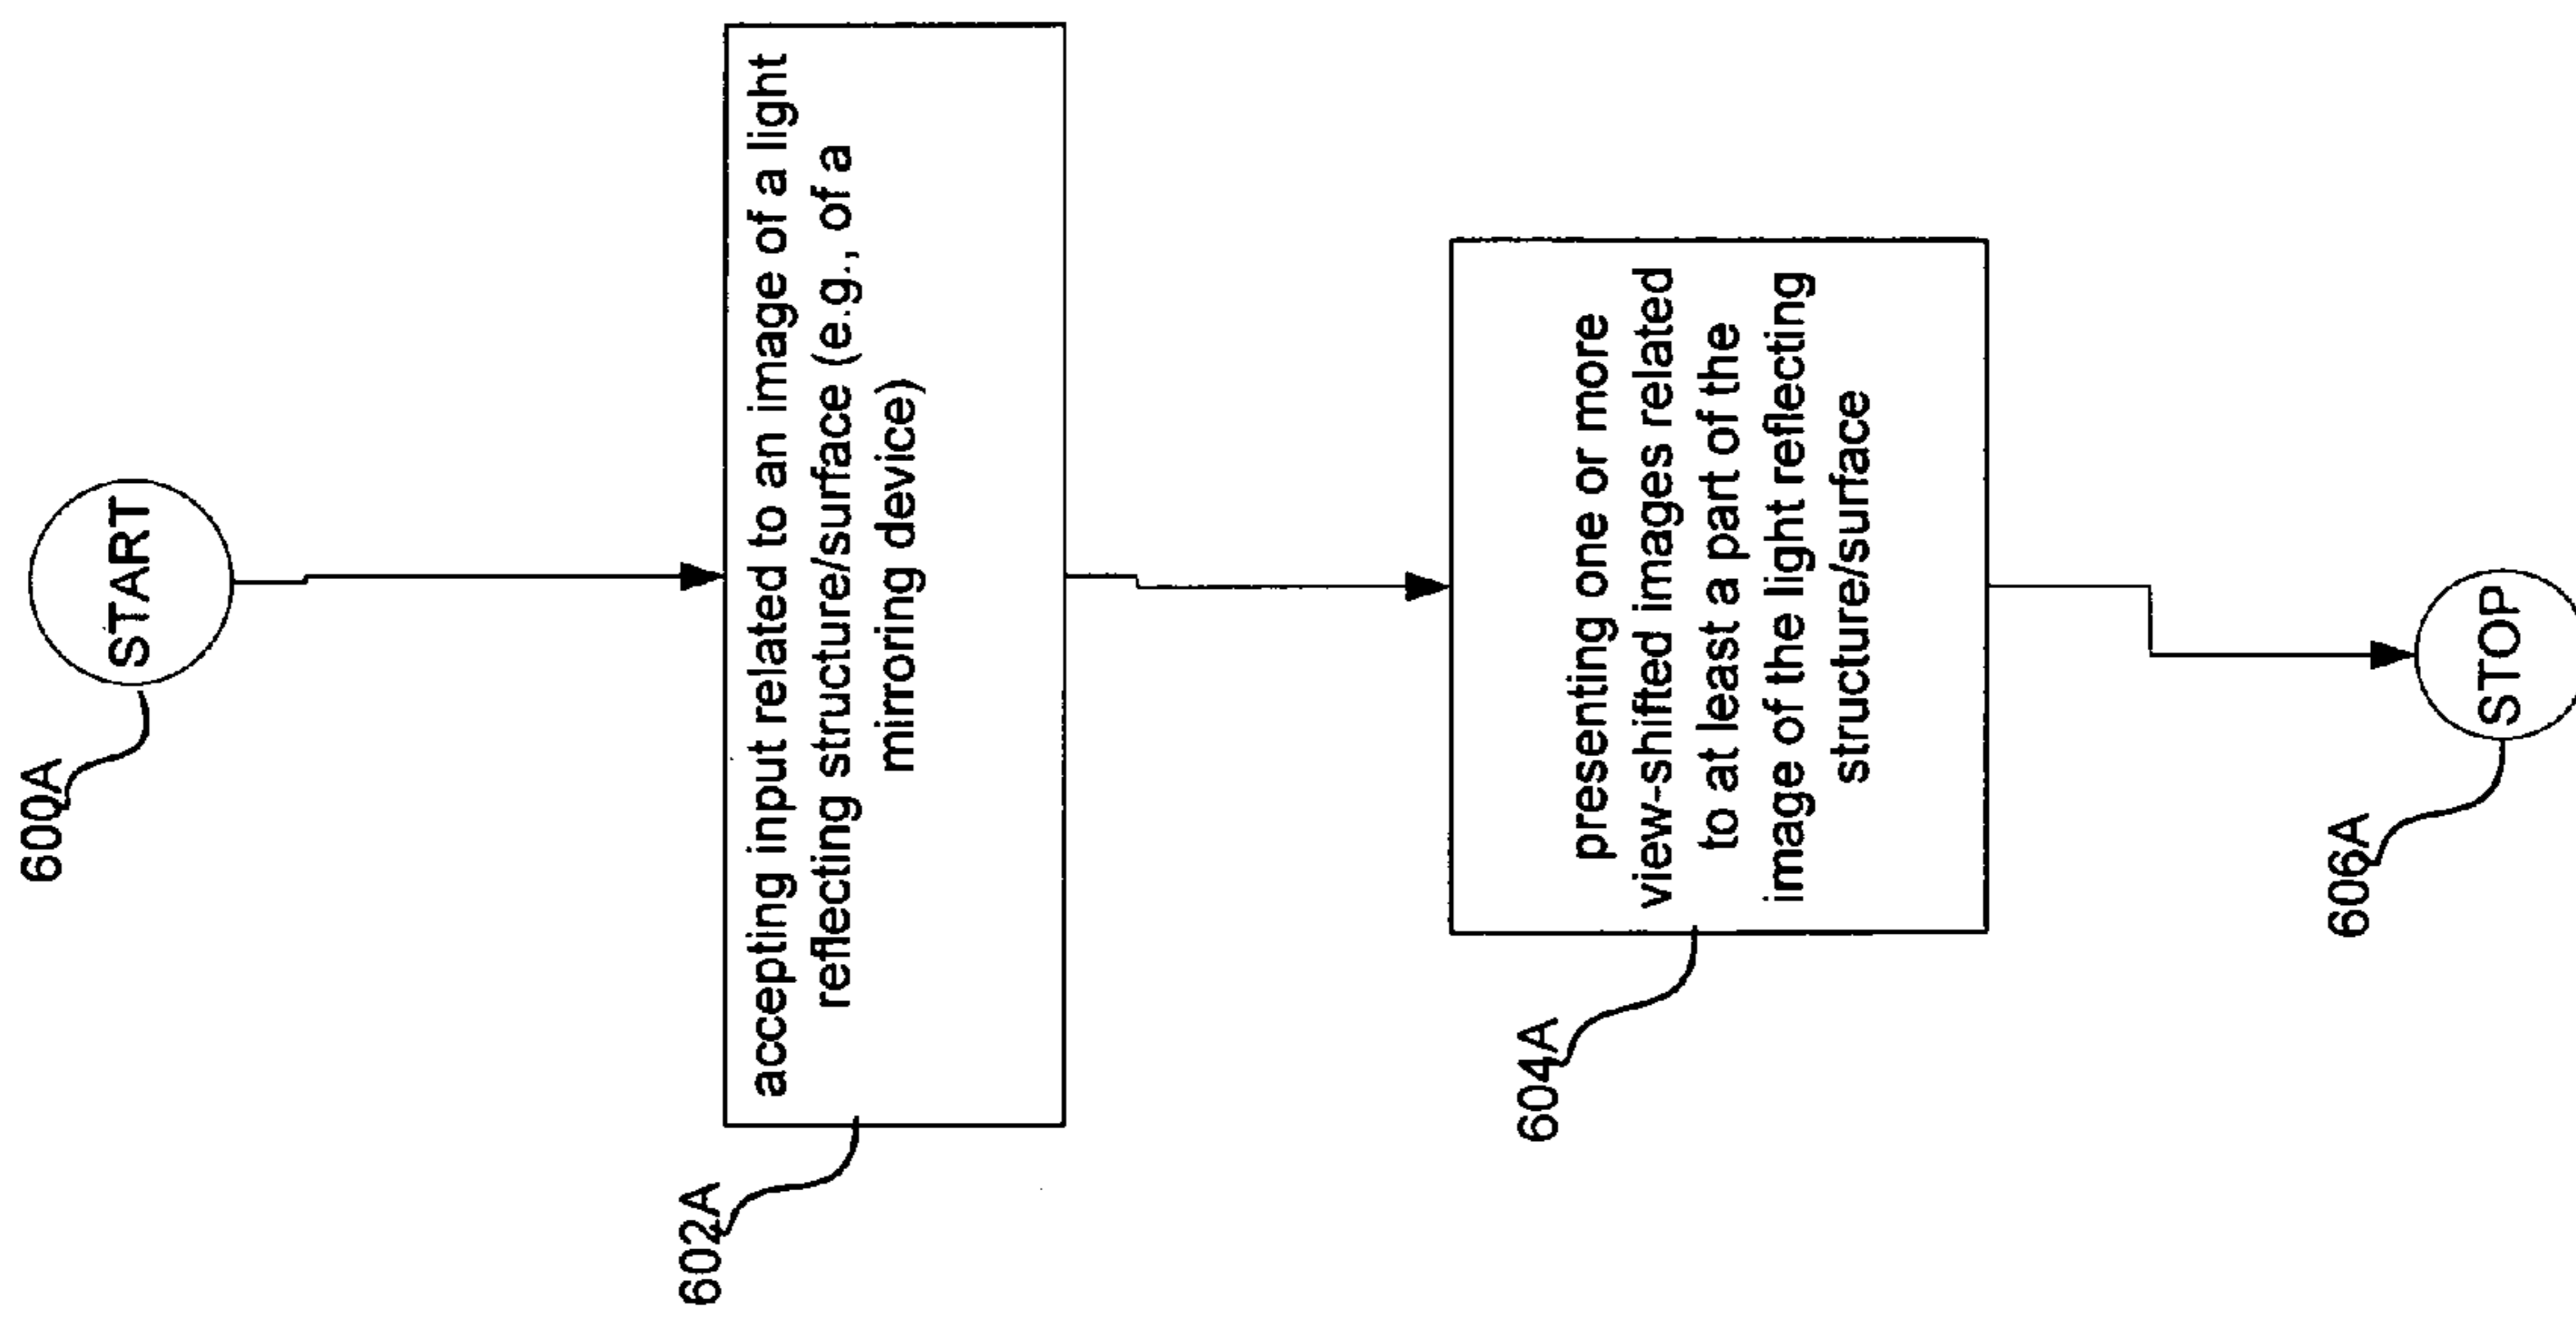 600A
START
602A
accepting input related to an image of a light
reflecting structure/surface (e.g., of a
mirroring device)
604A
presenting one or more
view-shifted images related
to at least a part of the
image of the light reflecting
structure/surface
606A
STOP